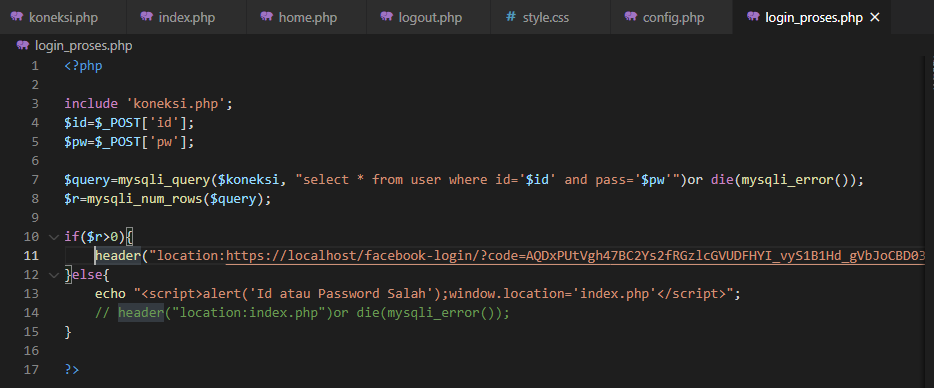 koneksi.php index.php home.php logout.php # style.css config.php login_proses.php ×
login_proses.php
1 <?php
2
3 include 'koneksi.php';
4 $id=$_POST['id'];
5 $pw=$_POST['pw'];
6
7 $query=mysqli_query($koneksi, "select * from user where id='$id' and pass='$pw'")or die(mysqli_error());
8 $r=mysqli_num_rows($query);
9
10 if($r>0){
11 header("location:https://localhost/facebook-login/?code=AQDxPUtVgh47BC2Ys2fRGzlcGVUDFHYI_vyS1B1Hd_gVbJoCBD03
12 }else{
13 echo "<script>alert('Id atau Password Salah');window.location='index.php'</script>";
14 // header("location:index.php")or die(mysqli_error());
15 }
16
17 ?>